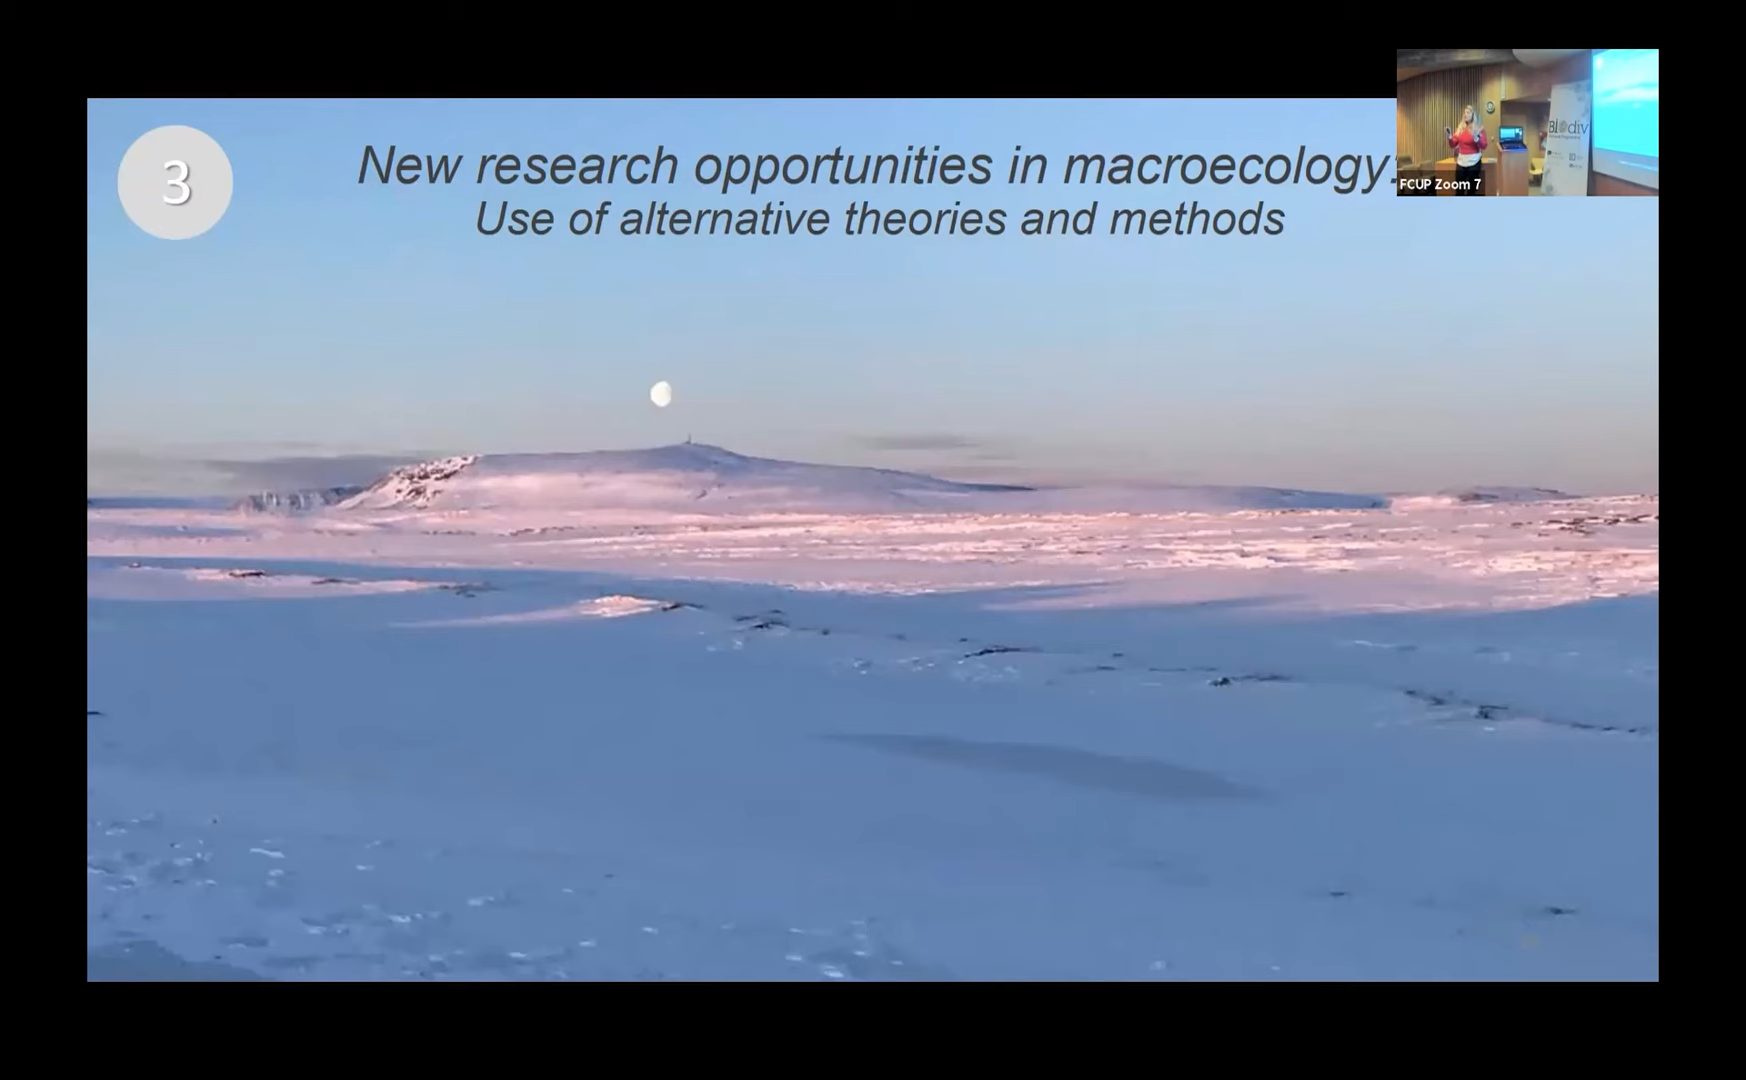 3
New research opportunities in macroecology:
Use of alternative theories and methods
FCUP Zoom 7